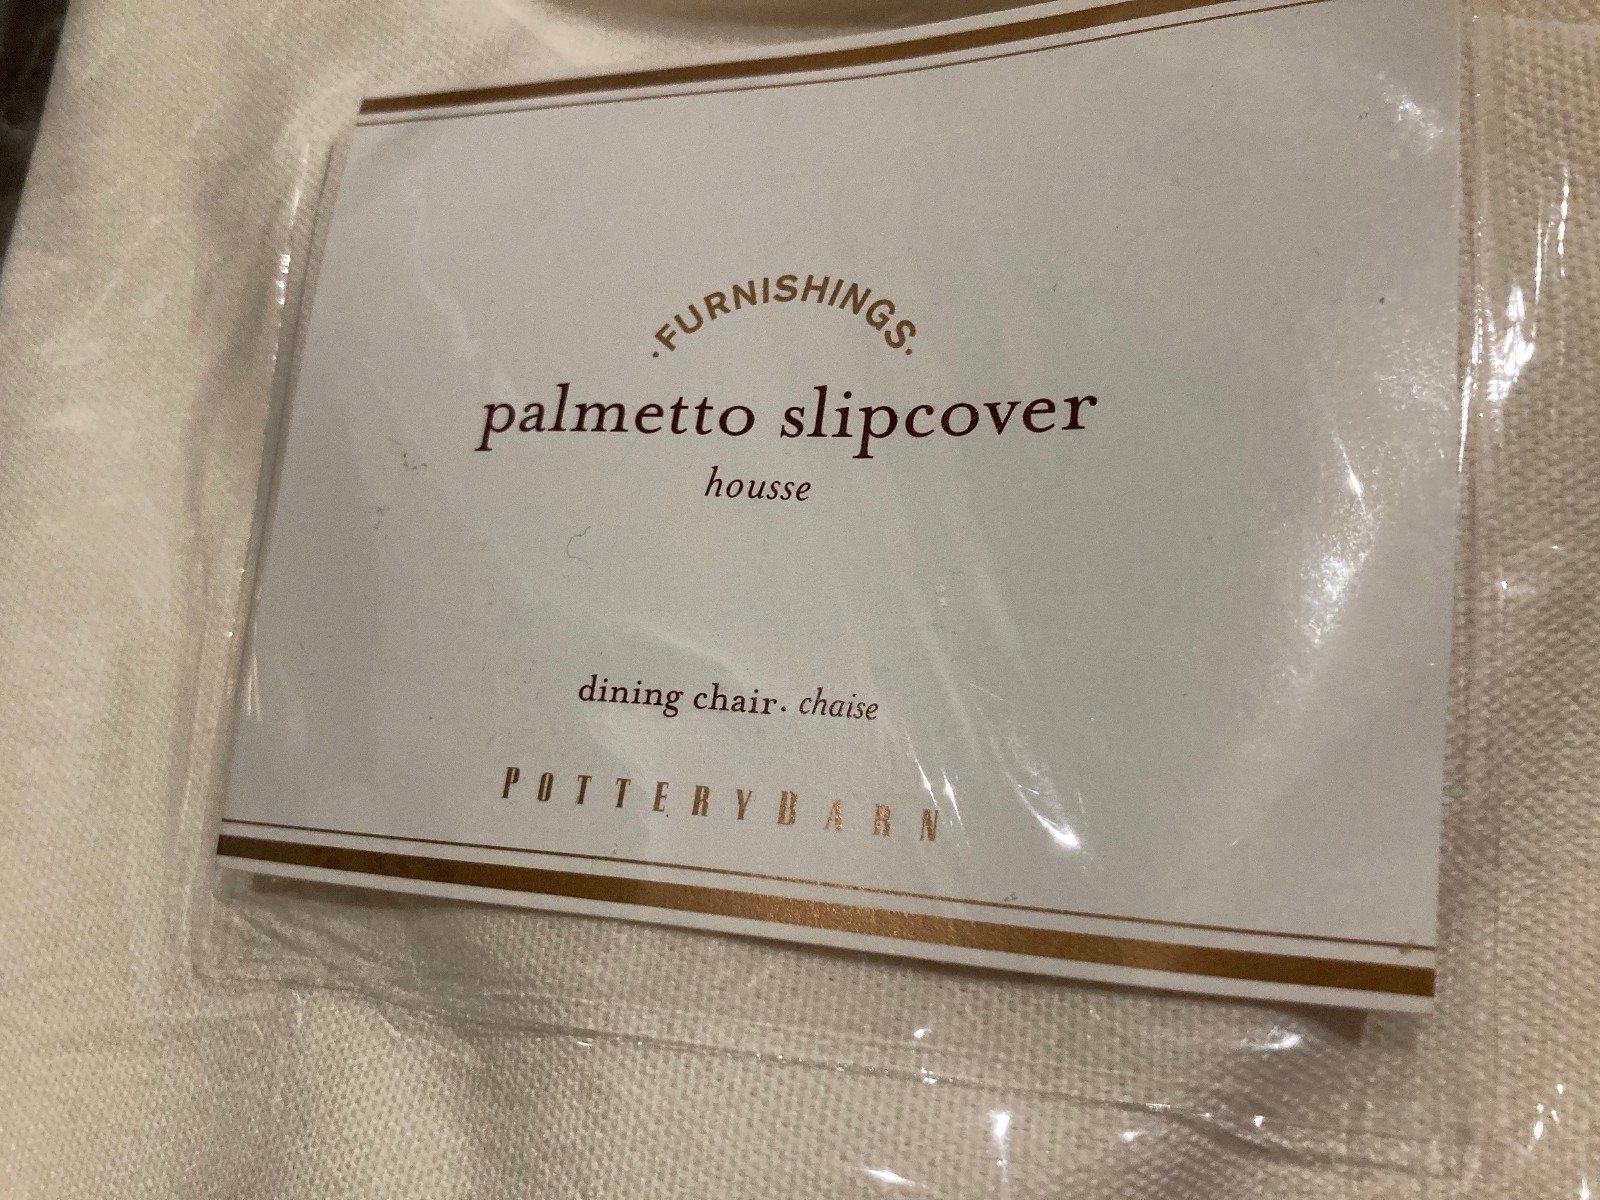 ·FURNISHINGS·
palmetto slipcover
housse
dining chair. chaise
POTTERYBARN